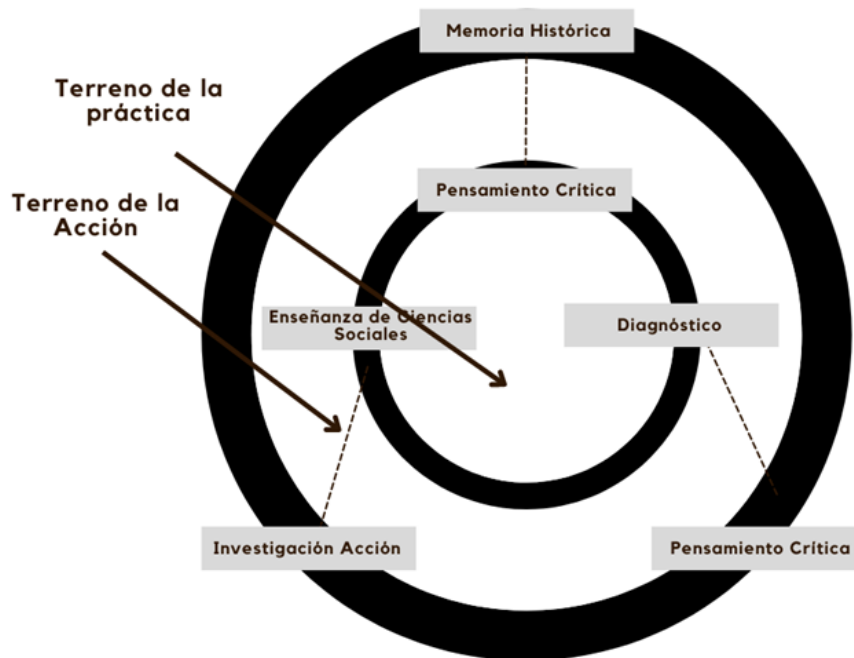 Memoria Histórica
Terreno de la
práctica
Pensamiento Crítica
Terreno de la
Acción
Enseñanza de Ciencias
Sociales
Diagnóstico
Investigación Acción
Pensamiento Crítica